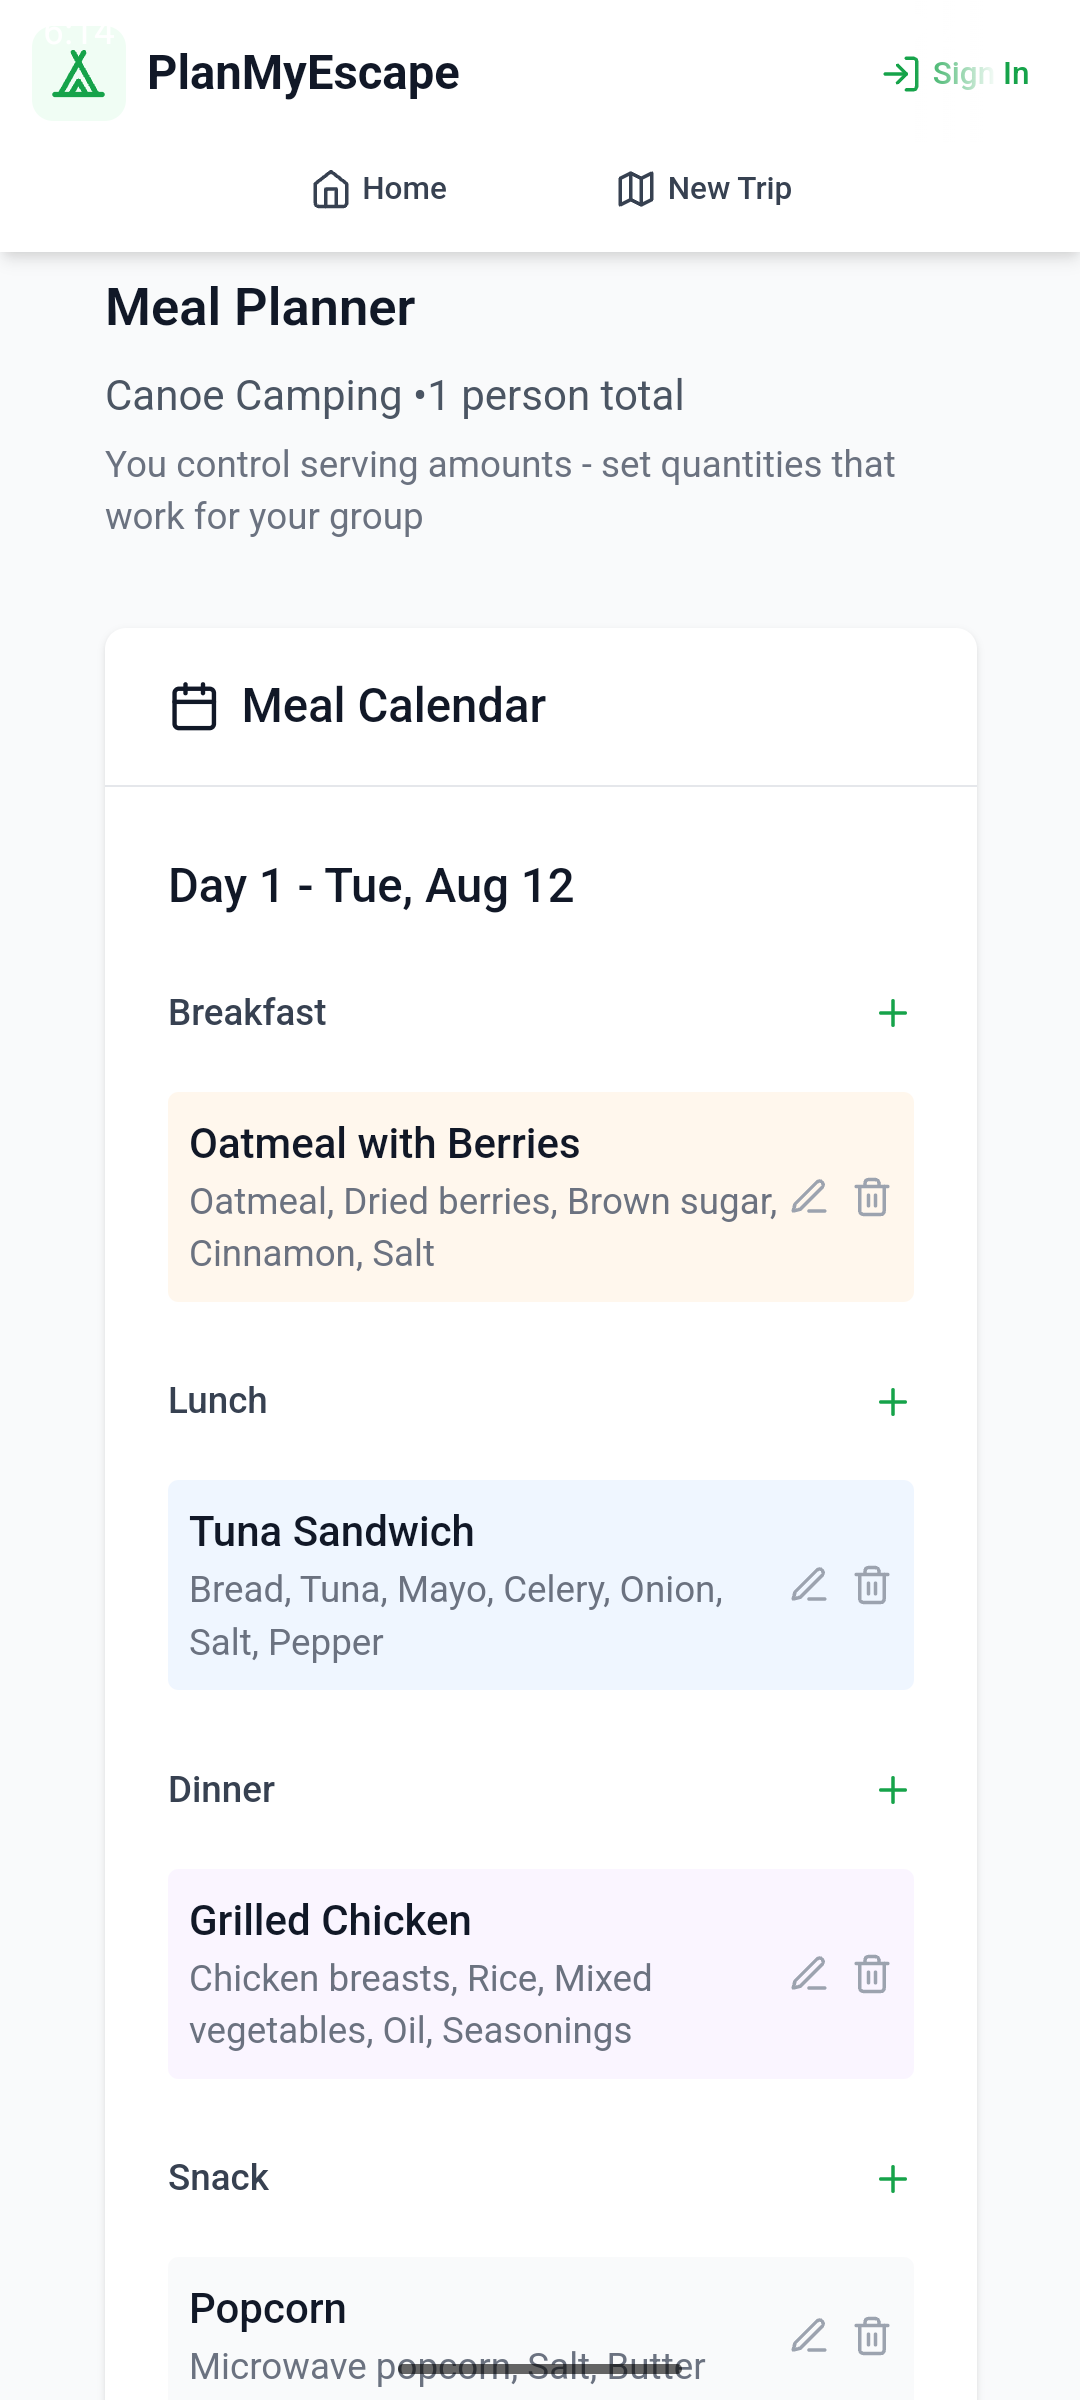 6:14
PlanMyEscape
Sign In
Home
New Trip
Meal Planner
Canoe Camping •1 person total
You control serving amounts - set quantities that
work for your group
Meal Calendar
Day 1 - Tue, Aug 12
Breakfast
Oatmeal with Berries
Oatmeal, Dried berries, Brown sugar,
Cinnamon, Salt
Lunch
Tuna Sandwich
Bread, Tuna, Mayo, Celery, Onion,
Salt, Pepper
Dinner
Grilled Chicken
Chicken breasts, Rice, Mixed
vegetables, Oil, Seasonings
Snack
Popcorn
Microwave popcorn, Salt, Butter